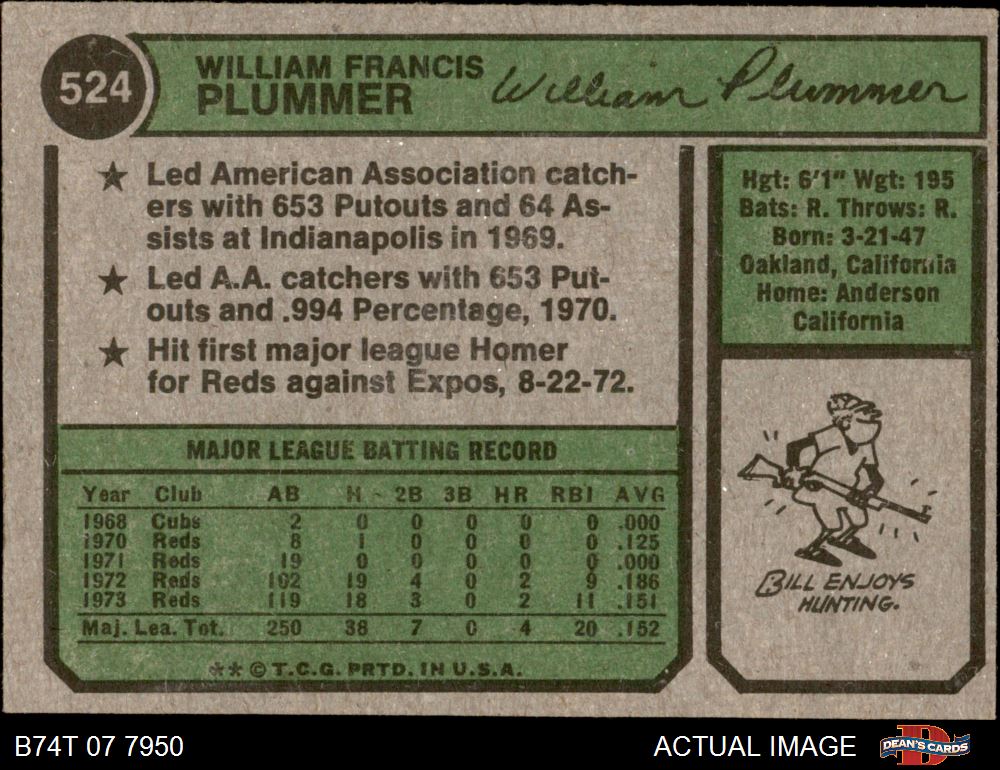 524
WILLIAM FRANCIS
PLUMMER
William Plummer
★ Led American Association catch-
ers with 653 Putouts and 64 As-
sists at Indianapolis in 1969.
★ Led A.A. catchers with 653 Put-
outs and .994 Percentage, 1970.
★ Hit first major league Homer
for Reds against Expos, 8-22-72.
Hgt: 6'1" Wgt: 195
Bats: R. Throws: R.
Born: 3-21-47
Oakland, California
Home: Anderson
California
MAJOR LEAGUE BATTING RECORD
Year Club AB H 2B 3B HR RBI AVG
1968 Cubs 2 0 0 0 0 0 .000
1970 Reds 8 1 0 0 0 0 .125
1971 Reds 19 0 0 0 0 0 .000
1972 Reds 102 19 4 0 2 9 .186
1973 Reds 119 18 3 0 2 11 .151
Maj. Lea. Tot. 250 38 7 0 4 20 .152
** © T.C.G. PRTD. IN U.S.A.
BILL ENJOYS
HUNTING.
B74T 07 7950
ACTUAL IMAGE
DEAN'S CARDS